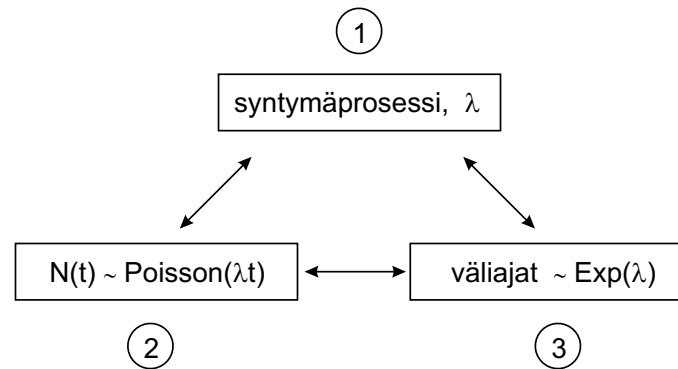 1
syntymäprosessi, λ
N(t) ~ Poisson(λt)
väliajat ~ Exp(λ)
2
3